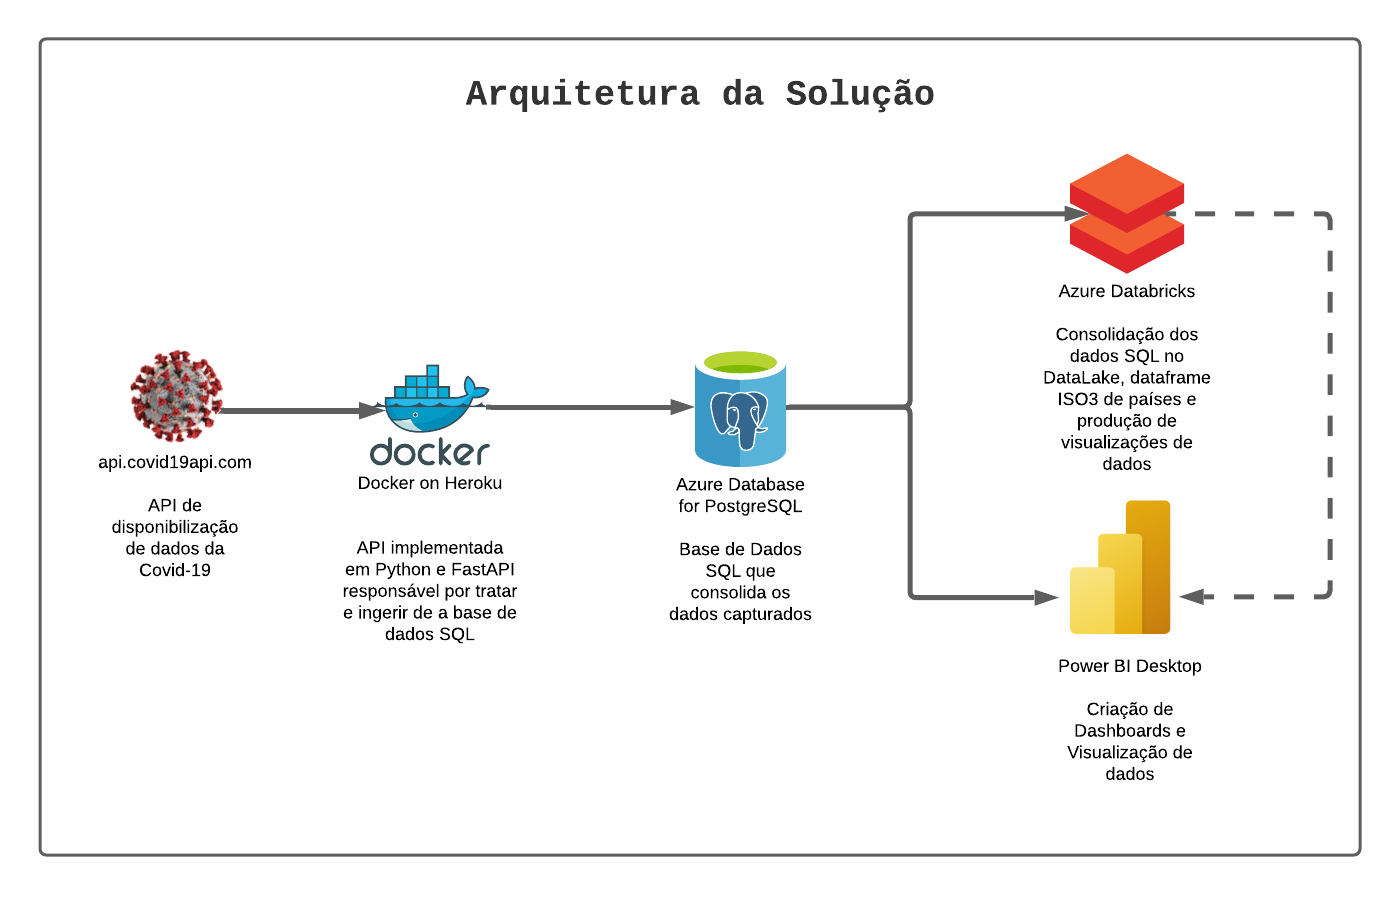 Arquitetura da Solução
api.covid19api.com
API de
disponibilização
de dados da
Covid-19
docker
Docker on Heroku
API implementada
em Python e FastAPI
responsável por tratar
e ingerir de a base de
dados SQL
Azure Database
for PostgreSQL
Base de Dados
SQL que
consolida os
dados capturados
Azure Databricks
Consolidação dos
dados SQL no
DataLake, dataframe
ISO3 de países e
produção de
visualizações de
dados
Power BI Desktop
Criação de
Dashboards e
Visualização de
dados